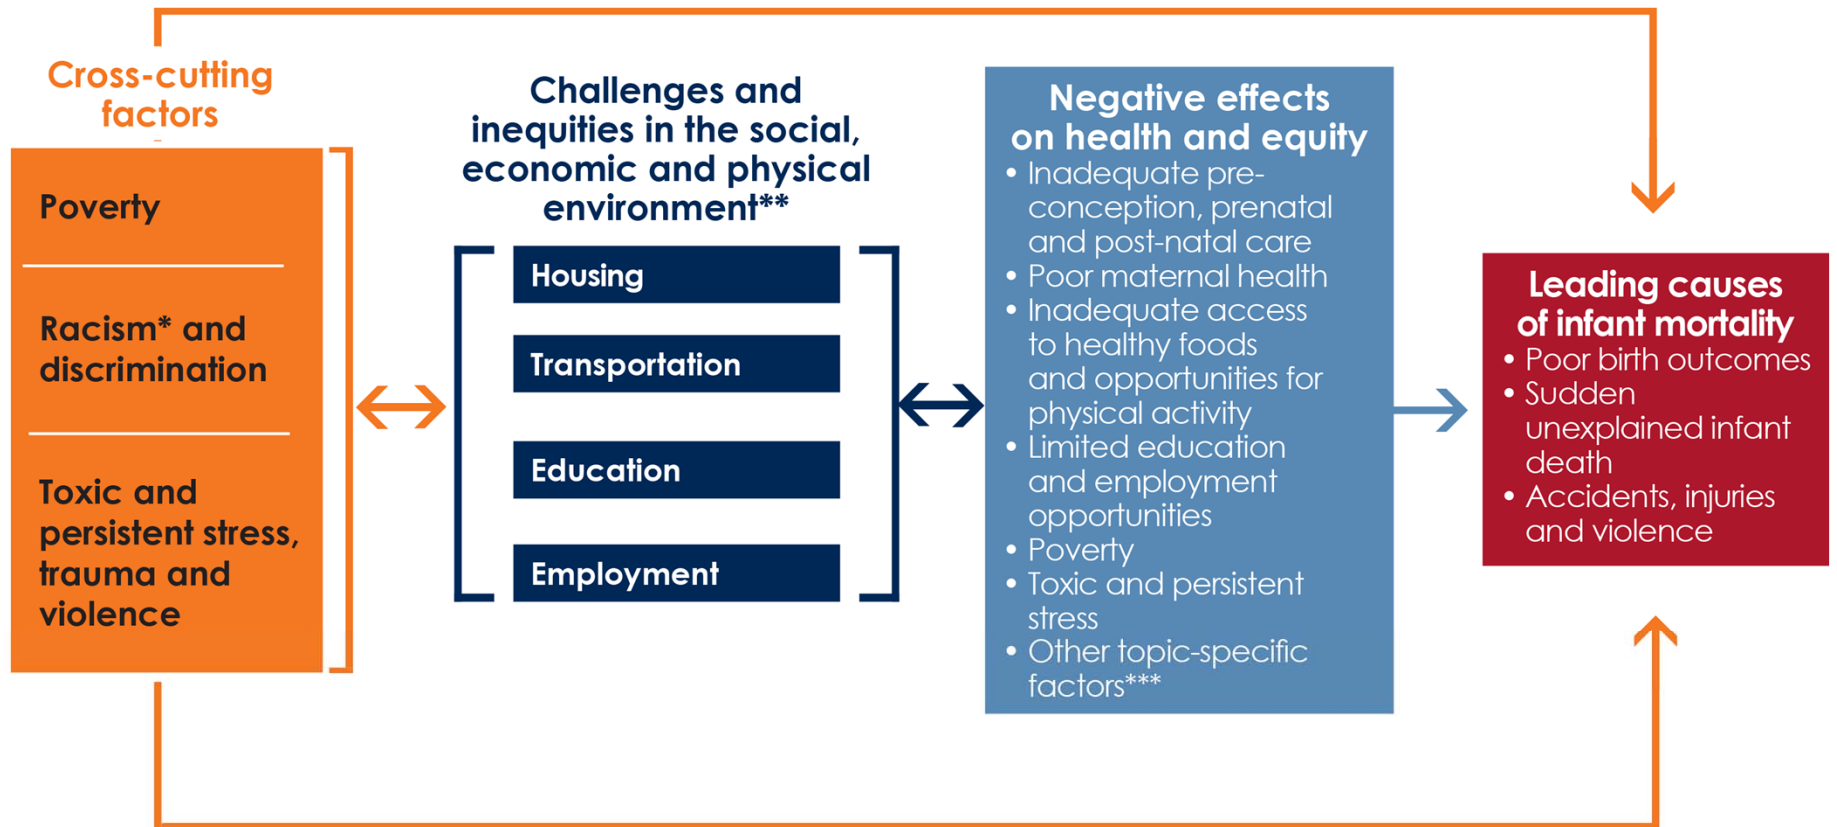 Cross-cutting
factors
Poverty
Racism* and
discrimination
Toxic and
persistent stress,
trauma and
violence
Challenges and
inequities in the social,
economic and physical
environment**
Housing
Transportation
Education
Employment
Negative effects
on health and equity
• Inadequate pre-
conception, prenatal
and post-natal care
• Poor maternal health
• Inadequate access
to healthy foods
and opportunities for
physical activity
• Limited education
and employment
opportunities
• Poverty
• Toxic and persistent
stress
• Other topic-specific
factors***
Leading causes
of infant mortality
• Poor birth outcomes
• Sudden
unexplained infant
death
• Accidents, injuries
and violence